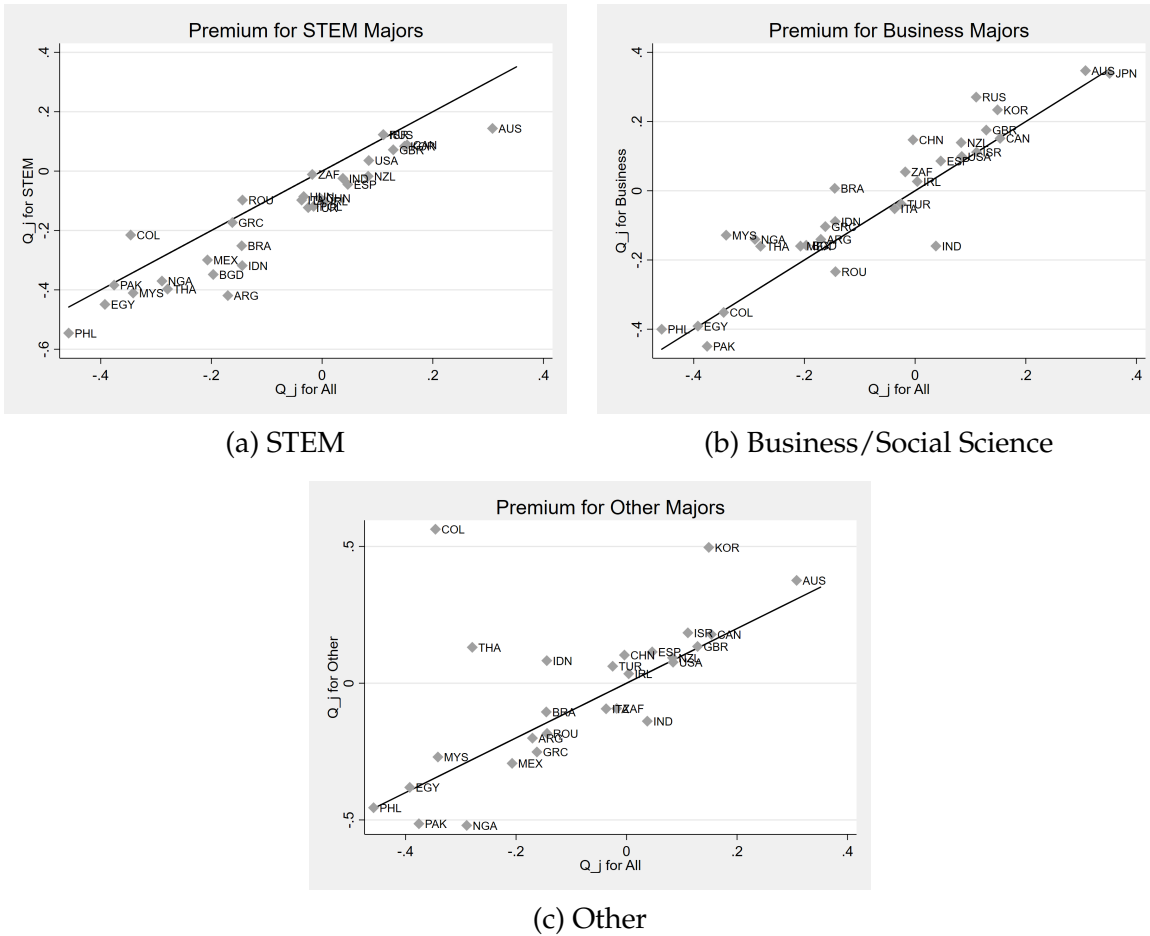 Premium for STEM Majors
Q_j for STEM
.4
.2
0
-.2
-.4
-.6
AUS
CAN
GBR
USA
ZAF
IND
NZL
ESP
HUN
ROU
GRC
COL
BRA
MEX
IDN
BGD
NGA
PAK
THA
MYS
ARG
EGY
PHL
-.4 -.2 0 .2 .4
Q_j for All
(a) STEM
Premium for Business Majors
Q_j for Business
.4
.2
0
-.2
-.4
AUS
JPN
RUS
KOR
GBR
CAN
CHN
NZL
ISR
USA
ESP
ZAF
IRL
BRA
TUR
ITA
IDN
GRC
MYS
NGA
ARG
THA
IND
ROU
COL
EGY
PHL
PAK
-.4 -.2 0 .2 .4
Q_j for All
(b) Business/Social Science
Premium for Other Majors
Q_j for Other
.5
0
-.5
COL
KOR
AUS
ISR
CAN
THA
GBR
ESP
CHN
NZL
IDN
USA
TUR
IRL
BRA
ITA
ZAF
IND
ROU
ARG
GRC
MYS
MEX
EGY
PHL
PAK
NGA
-.4 -.2 0 .2 .4
Q_j for All
(c) Other